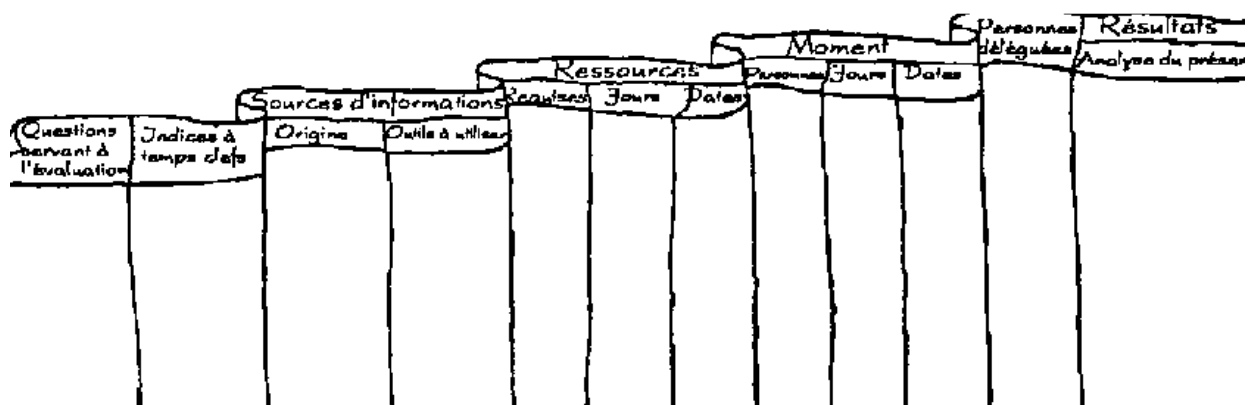 Questions
servant à
l'évaluation
Indices à
temps clefs
Sources d'informations
Origine
Outils à utiliser
Ressources
Requises
Jours
Dates
Moment
Personnes
Jours
Dates
Personnes
déléguées
Résultats
Analyse du présen